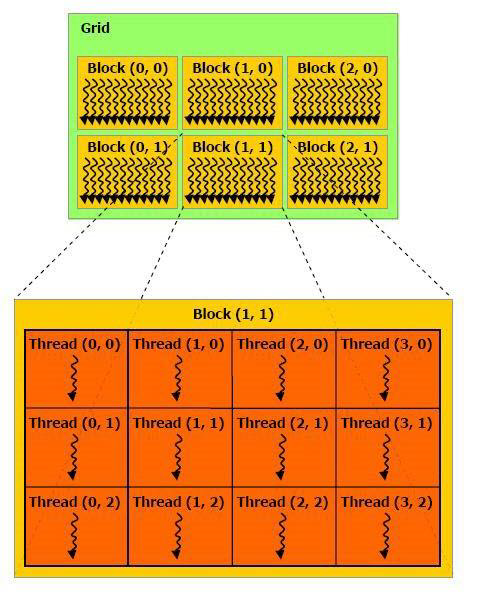 Grid
Block (0, 0) Block (1, 0) Block (2, 0)
Block (0, 1) Block (1, 1) Block (2, 1)
Block (1, 1)
Thread (0, 0) Thread (1, 0) Thread (2, 0) Thread (3, 0)
Thread (0, 1) Thread (1, 1) Thread (2, 1) Thread (3, 1)
Thread (0, 2) Thread (1, 2) Thread (2, 2) Thread (3, 2)